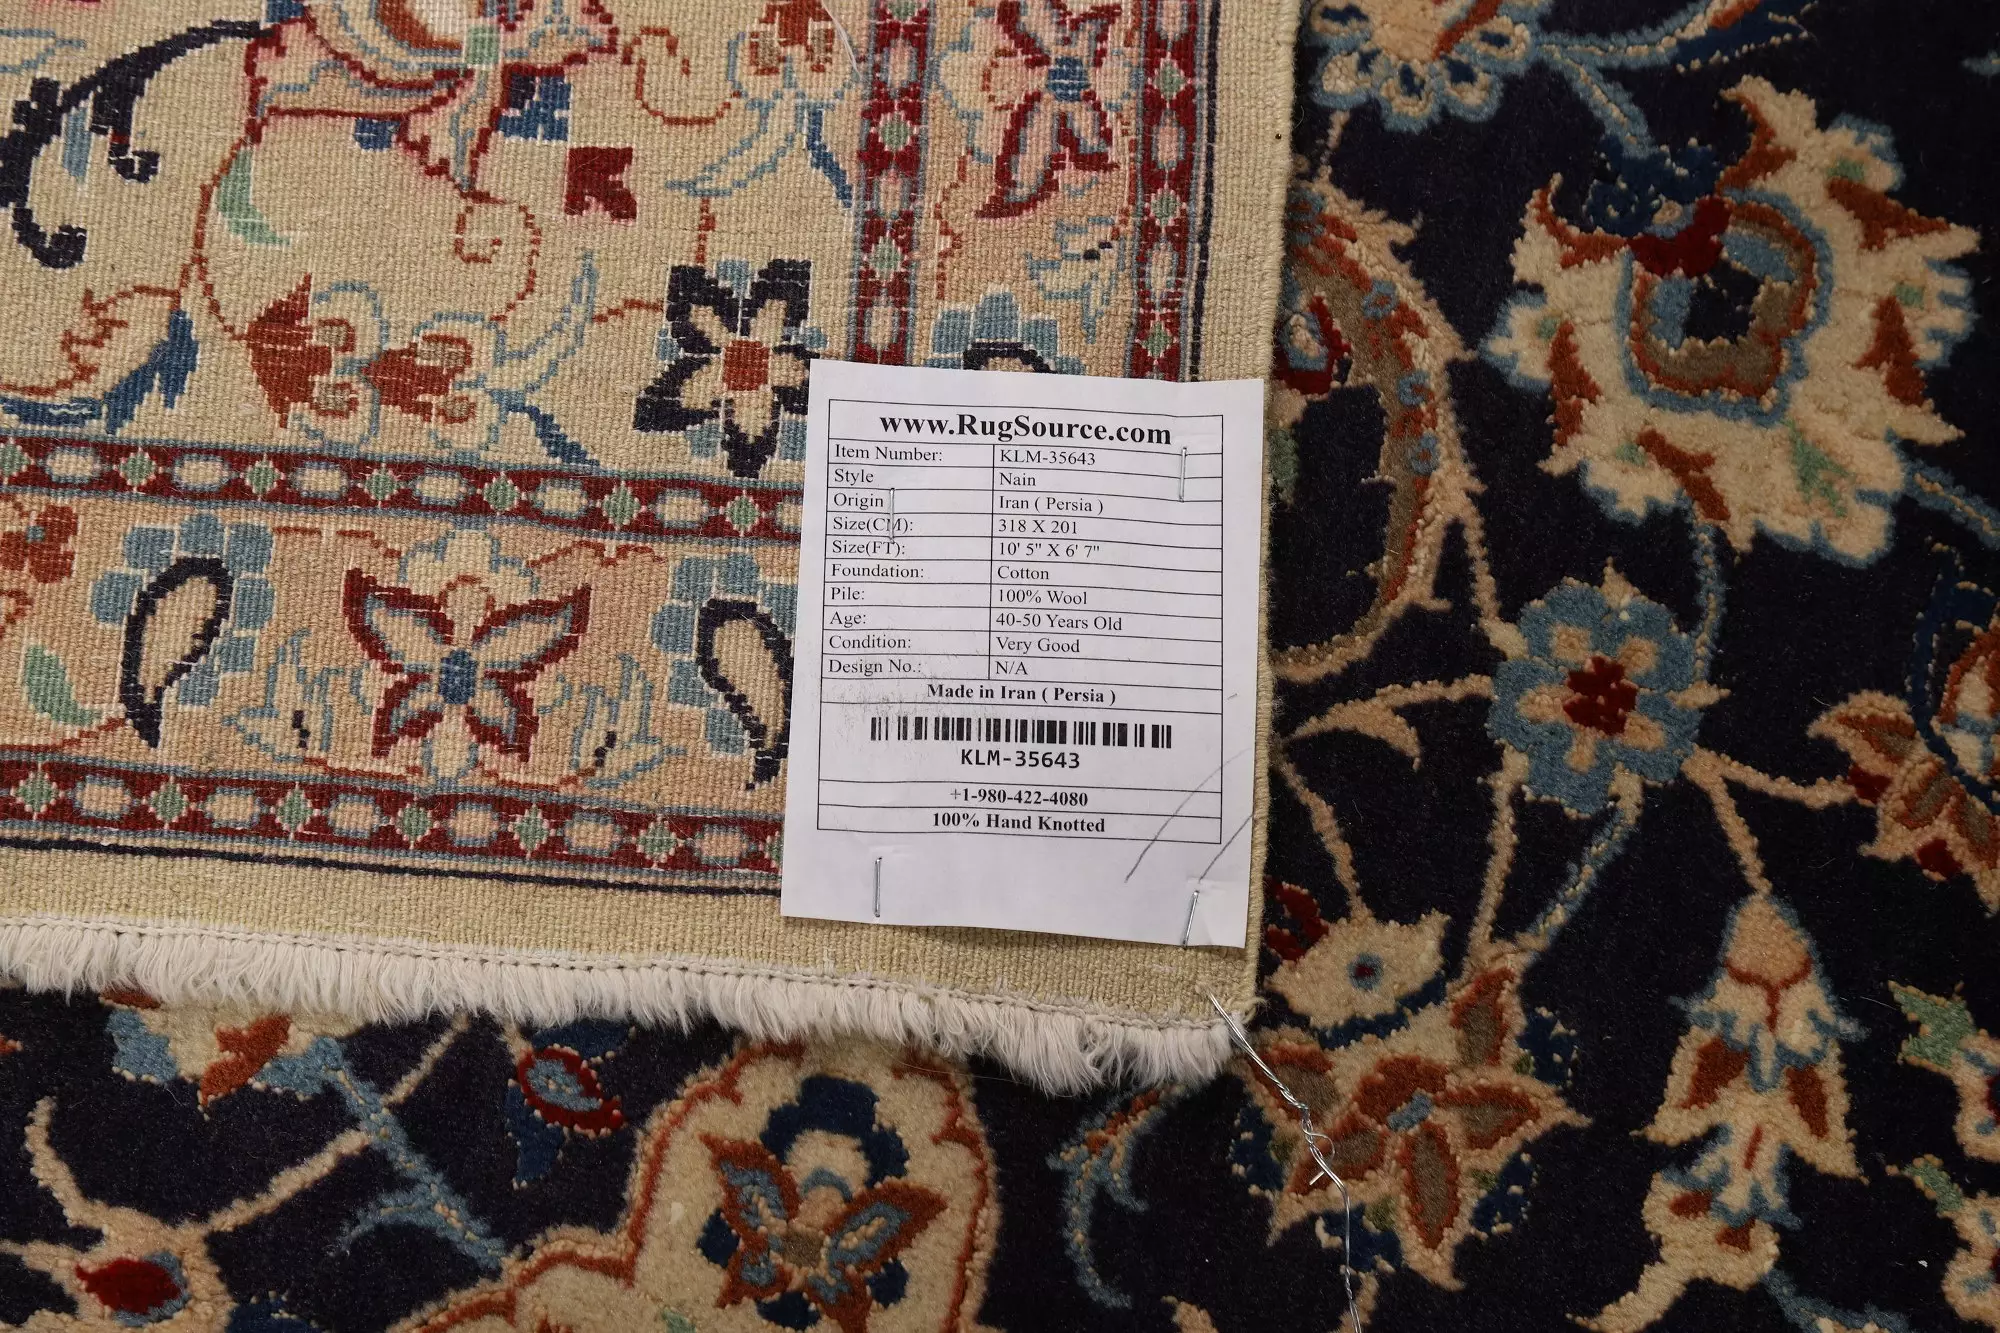 www.RugSource.com
Item Number: KLM-35643
Style Nain
Origin Iran ( Persia )
Size(CM): 318 X 201
Size(FT): 10' 5" X 6' 7"
Foundation: Cotton
Pile: 100% Wool
Age: 40-50 Years Old
Condition: Very Good
Design No.: N/A
Made in Iran ( Persia )
KLM-35643
+1-980-422-4080
100% Hand Knotted